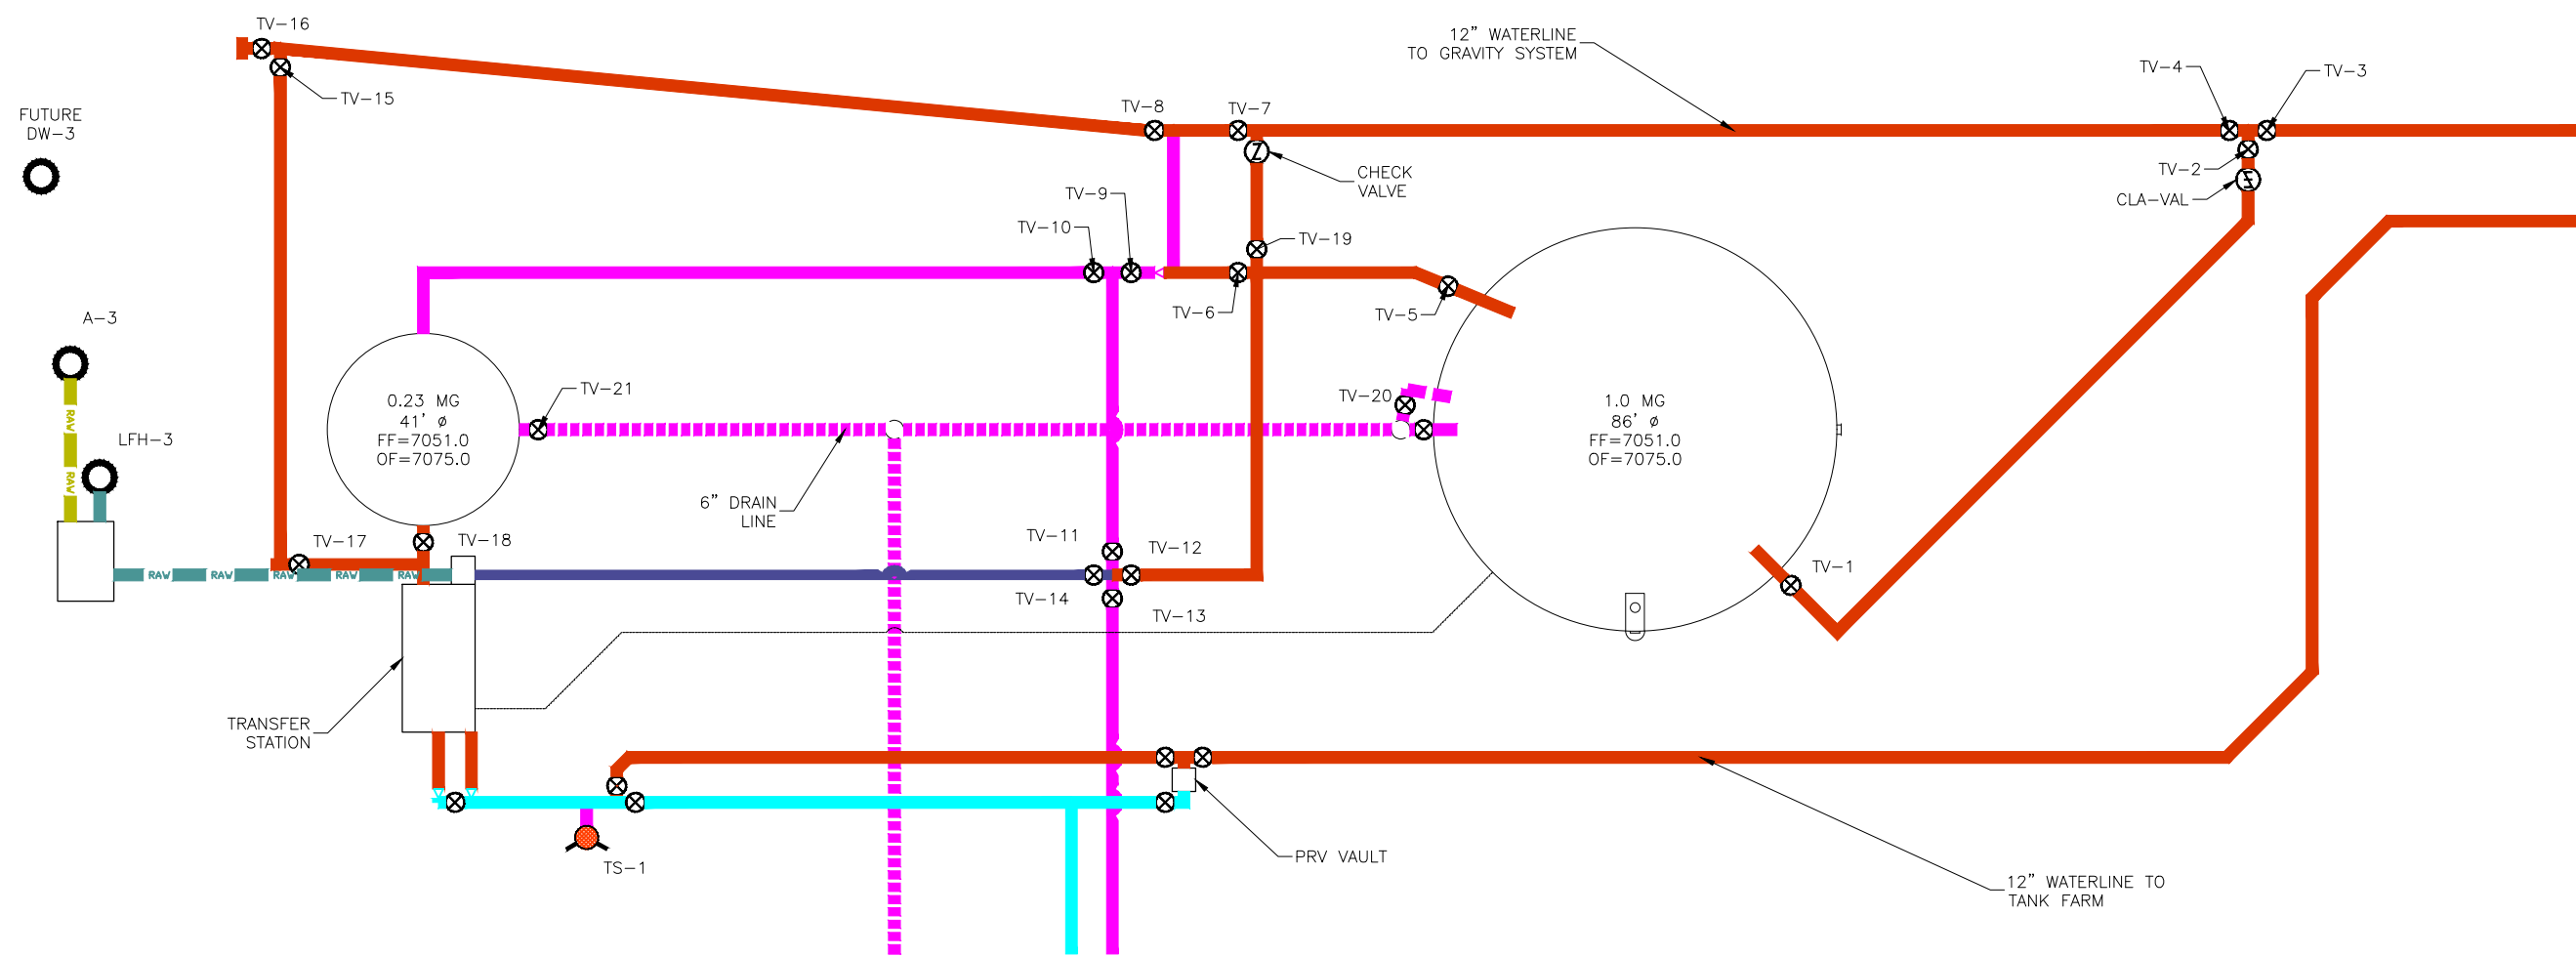 TV-16
12" WATERLINE
TO GRAVITY SYSTEM
TV-4
TV-3
TV-15
TV-8
TV-7
FUTURE
DW-3
CHECK
VALVE
TV-2
CLA-VAL
TV-9
TV-10
TV-19
TV-6
TV-5
A-3
TV-21
TV-20
0.23 MG
41' ø
FF=7051.0
OF=7075.0
1.0 MG
86' ø
FF=7051.0
OF=7075.0
RAW
RAW
LFH-3
6" DRAIN
LINE
TV-17
TV-18
TV-11
TV-12
TV-1
RAW
RAW
RAW
RAW
RAW
TV-14
TV-13
TRANSFER
STATION
TS-1
PRV VAULT
12" WATERLINE TO
TANK FARM